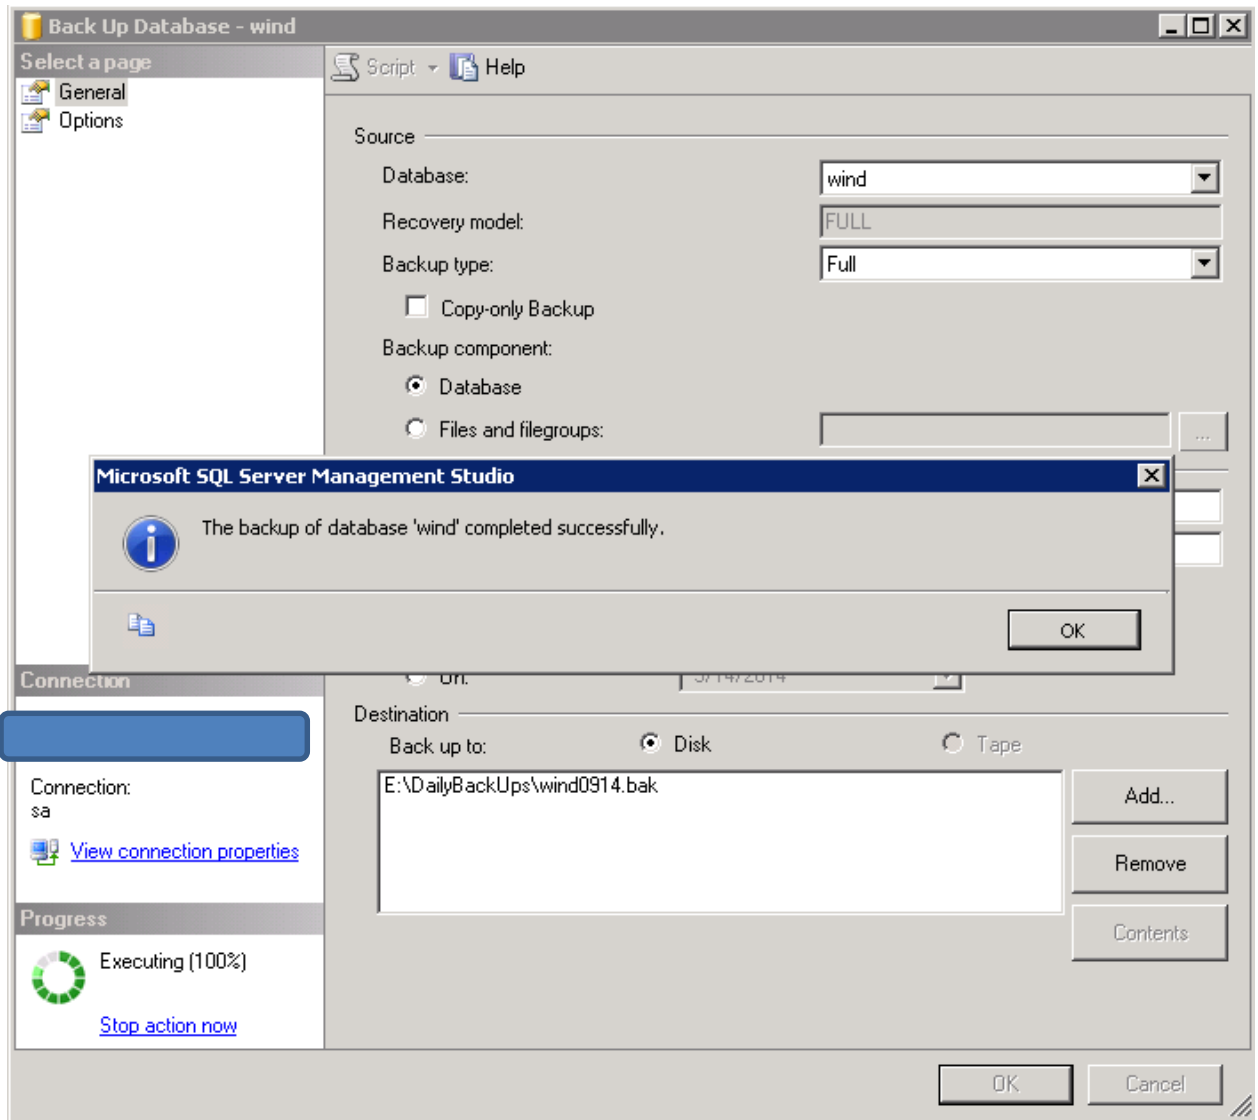 Back Up Database - wind
Select a page
General
Options
Script
Help
Source
Database:
wind
Recovery model:
FULL
Backup type:
Full
Copy-only Backup
Backup component:
Database
Files and filegroups:
...
Microsoft SQL Server Management Studio
The backup of database 'wind' completed successfully.
OK
Connection
On:
Destination
Back up to:
Disk
Tape
E:\DailyBackUps\wind0914.bak
Add...
Remove
Contents
Connection:
sa
View connection properties
Progress
Executing (100%)
Stop action now
OK
Cancel